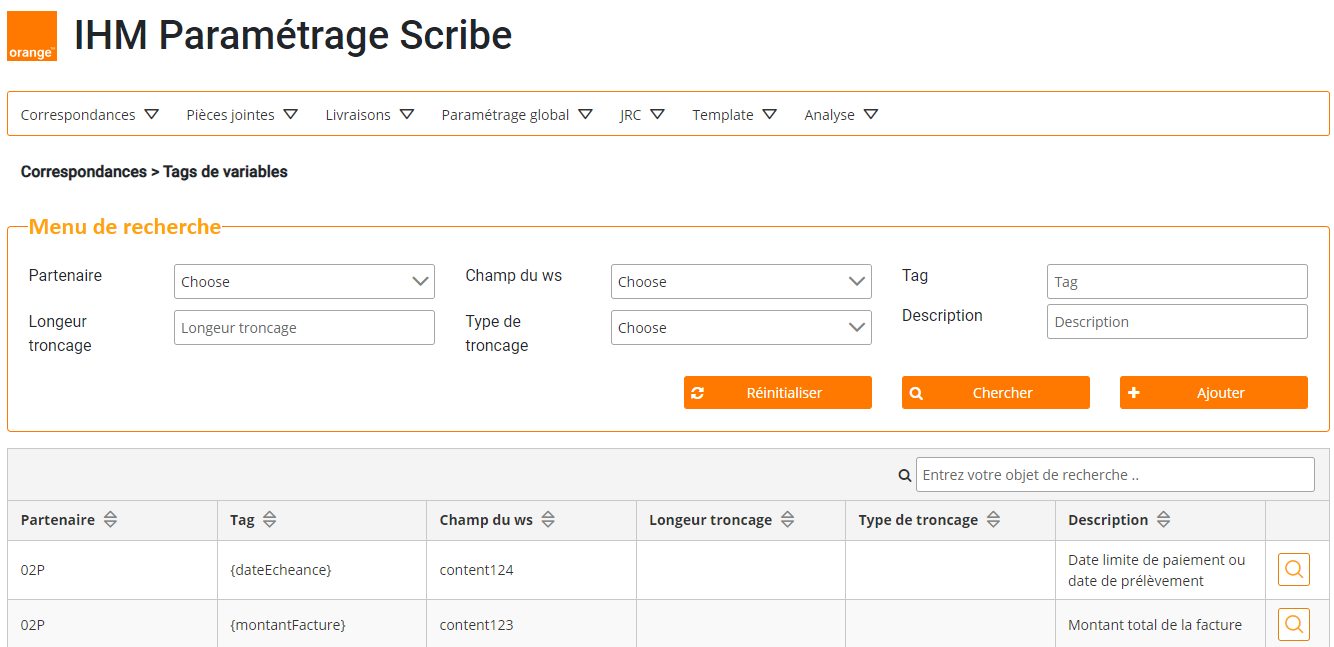 orange™
IHM Paramétrage Scribe
Correspondances Pièces jointes Livraisons Paramétrage global JRC Template Analyse
Correspondances > Tags de variables
Menu de recherche
Partenaire Choose Champ du ws Choose Tag Tag
Longeur troncage Longeur troncage Type de troncage Choose Description Description
Réinitialiser Chercher Ajouter
Entrez votre objet de recherche ..
Partenaire Tag Champ du ws Longeur troncage Type de troncage Description
02P {dateEcheance} content124 Date limite de paiement ou
date de prélèvement
02P {montantFacture} content123 Montant total de la facture